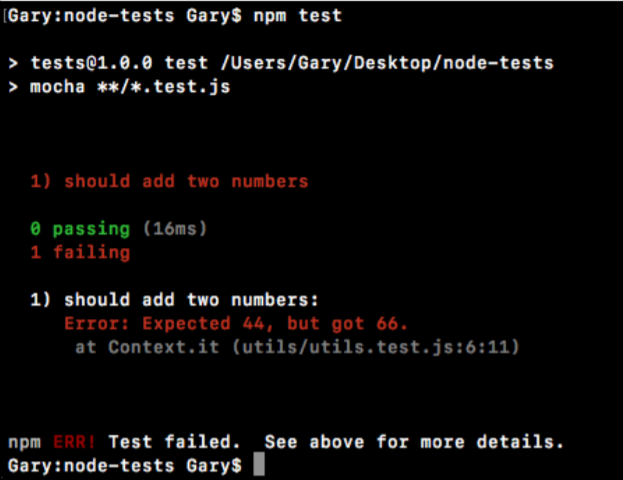 [Gary:node-tests Gary$ npm test
> tests@1.0.0 test /Users/Gary/Desktop/node-tests
> mocha **/*.test.js
1) should add two numbers
0 passing (16ms)
1 failing
1) should add two numbers:
Error: Expected 44, but got 66.
at Context.it (utils/utils.test.js:6:11)
npm ERR! Test failed.  See above for more details.
Gary:node-tests Gary$